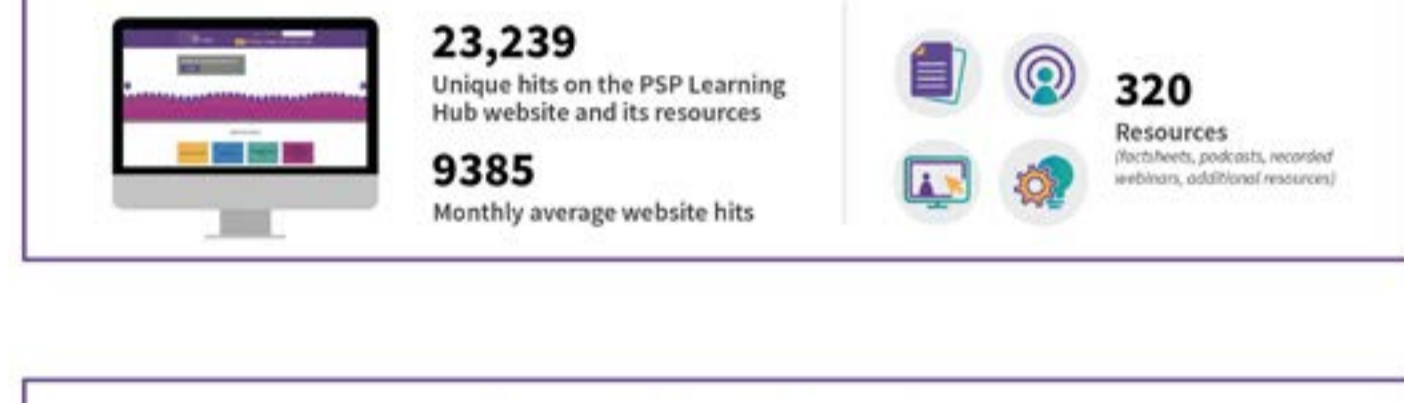 23,239
Unique hits on the PSP Learning
Hub website and its resources
9385
Monthly average website hits
320
Resources
(factsheets, podcasts, recorded
webinars, additional resources)